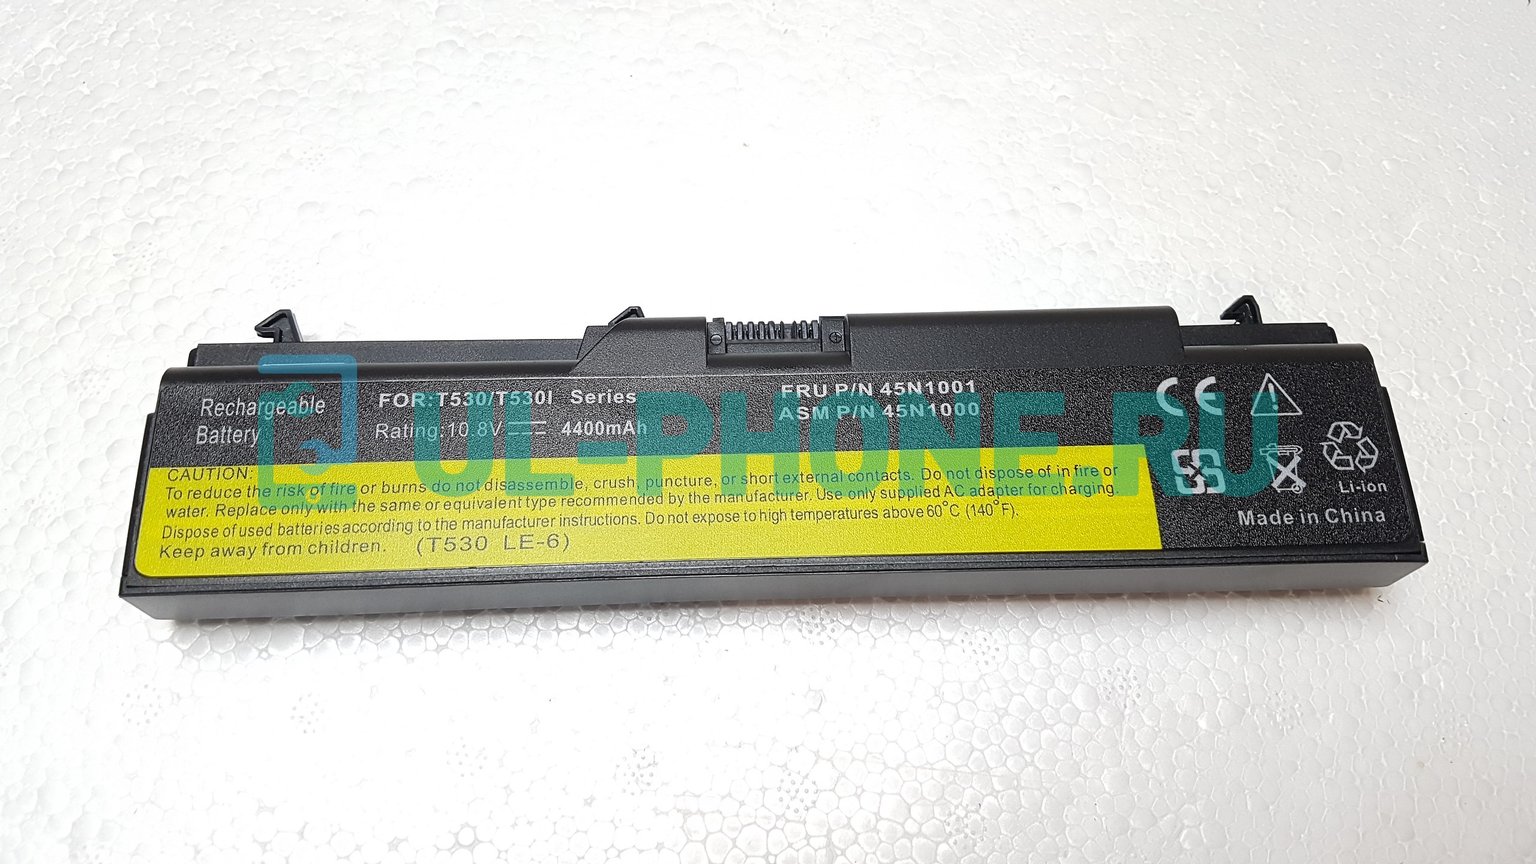 Rechargeable
Battery
FOR:T530/T530I Series
Rating:10.8V 4400mAh
FRU P/N 45N1001
ASM P/N 45N1000
CE
Li-ion
Made in China
CAUTION:
To reduce the risk of fire or burns do not disassemble, crush, puncture, or short external contacts. Do not dispose of in fire or
water. Replace only with the same or equivalent type recommended by the manufacturer. Use only supplied AC adapter for charging.
Dispose of used batteries according to the manufacturer instructions. Do not expose to high temperatures above 60°C (140°F).
Keep away from children. (T530 LE-6)
UL-PHONE.RU